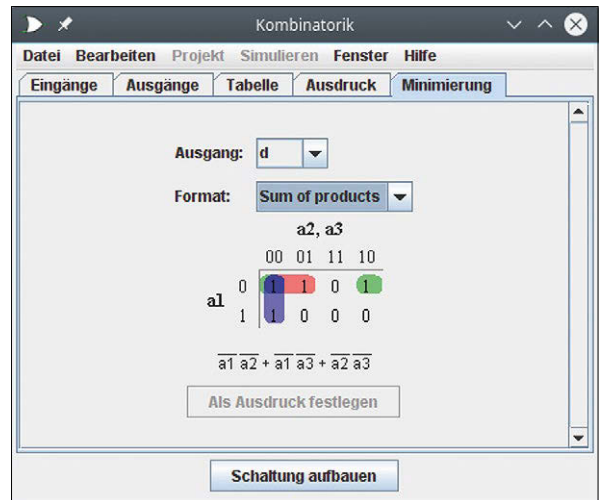 Kombinatorik
Datei Bearbeiten Projekt Simulieren Fenster Hilfe
Eingänge Ausgänge Tabelle Ausdruck Minimierung
Ausgang: d
Format: Sum of products
a2, a3
00 01 11 10
0 1 1 0 1
a1
1 1 0 0 0
a1 a2 + a1 a3 + a2 a3
Als Ausdruck festlegen
Schaltung aufbauen